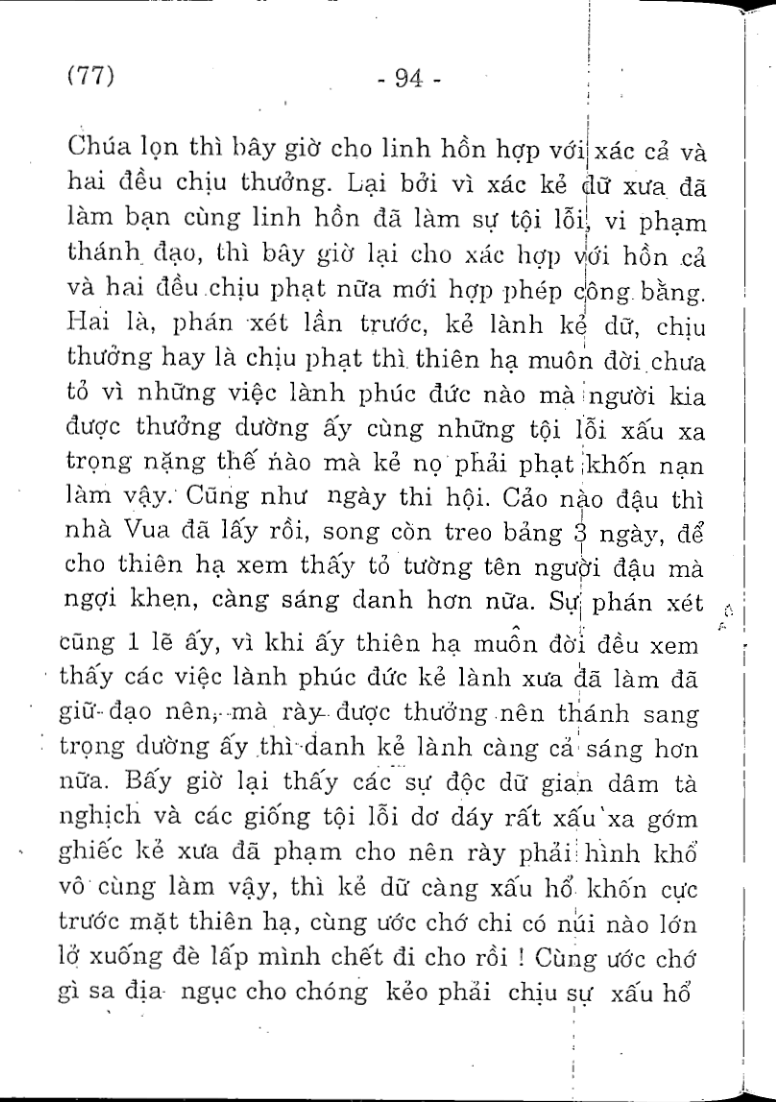 (77) - 94 -
Chúa lọn thì bây giờ cho linh hồn hợp với xác cả và
hai đều chịu thưởng. Lại bởi vì xác kẻ dữ xưa đã
làm bạn cùng linh hồn đã làm sự tội lỗi, vi phạm
thánh đạo, thì bây giờ lại cho xác hợp với hồn cả
và hai đều chịu phạt nữa mới hợp phép công bằng.
Hai là, phán xét lần trước, kẻ lành kẻ dữ, chịu
thưởng hay là chịu phạt thì thiên hạ muôn đời chưa
tỏ vì những việc lành phúc đức nào mà người kia
được thưởng dường ấy cùng những tội lỗi xấu xa
trọng nặng thế nào mà kẻ nọ phải phạt khốn nạn
làm vậy. Cũng như ngày thi hội. Cảo nào đậu thì
nhà Vua đã lấy rồi, song còn treo bảng 3 ngày, để
cho thiên hạ xem thấy tỏ tường tên người đậu mà
ngợi khen, càng sáng danh hơn nữa. Sự phán xét
cũng 1 lẽ ấy, vì khi ấy thiên hạ muôn đời đều xem
thấy các việc lành phúc đức kẻ lành xưa đã làm đã
giữ đạo nên, mà rày được thưởng nên thánh sang
trọng dường ấy thì danh kẻ lành càng cả sáng hơn
nữa. Bấy giờ lại thấy các sự độc dữ gian dâm tà
nghịch và các giống tội lỗi dơ dáy rất xấu xa gớm
ghiếc kẻ xưa đã phạm cho nên rày phải hình khổ
vô cùng làm vậy, thì kẻ dữ càng xấu hổ khốn cực
trước mặt thiên hạ, cùng ước chớ chi có núi nào lớn
lở xuống đè lấp mình chết đi cho rồi ! Cùng ước chớ
gì sa địa ngục cho chóng kẻo phải chịu sự xấu hổ